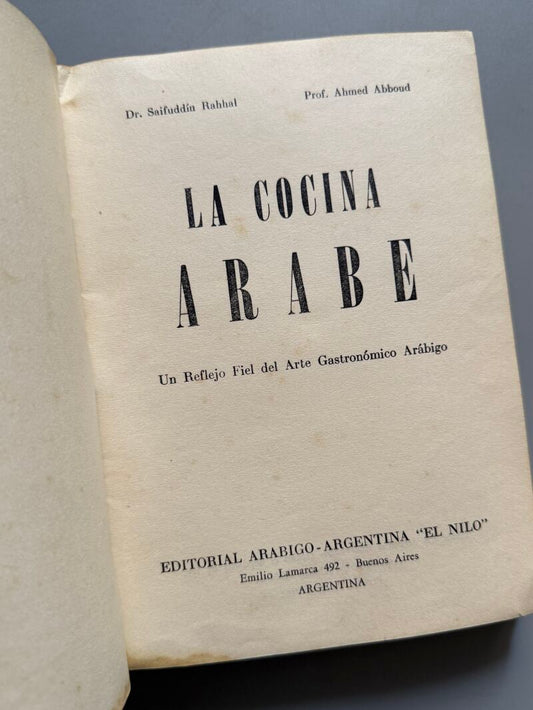 Dr. Saifuddín Rahhal Prof. Ahmed Abboud
LA COCINA
ARABE
Un Reflejo Fiel del Arte Gastronómico Arábigo
EDITORIAL ARABIGO-ARGENTINA "EL NILO"
Emilio Lamarca 492 - Buenos Aires
ARGENTINA